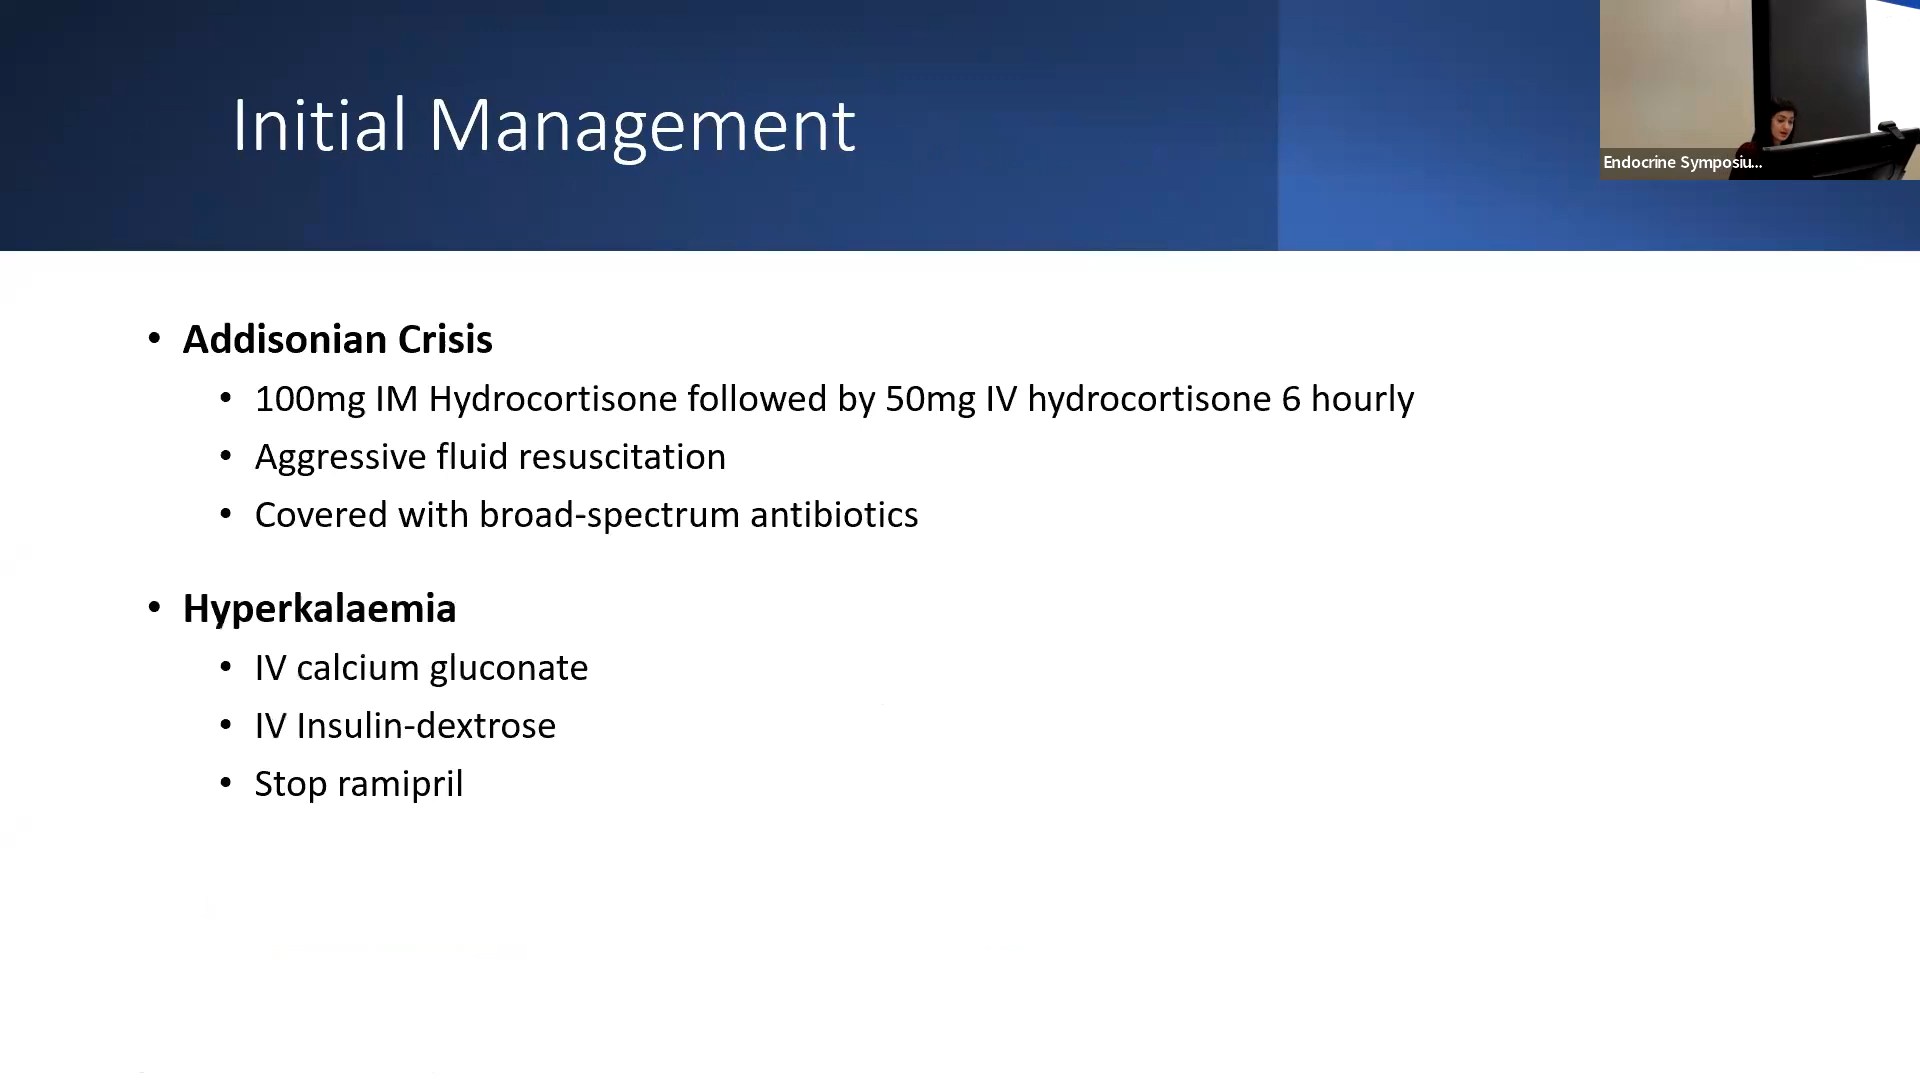 Initial Management
Endocrine Symposiu...
• Addisonian Crisis
• 100mg IM Hydrocortisone followed by 50mg IV hydrocortisone 6 hourly
• Aggressive fluid resuscitation
• Covered with broad-spectrum antibiotics
• Hyperkalaemia
• IV calcium gluconate
• IV Insulin-dextrose
• Stop ramipril